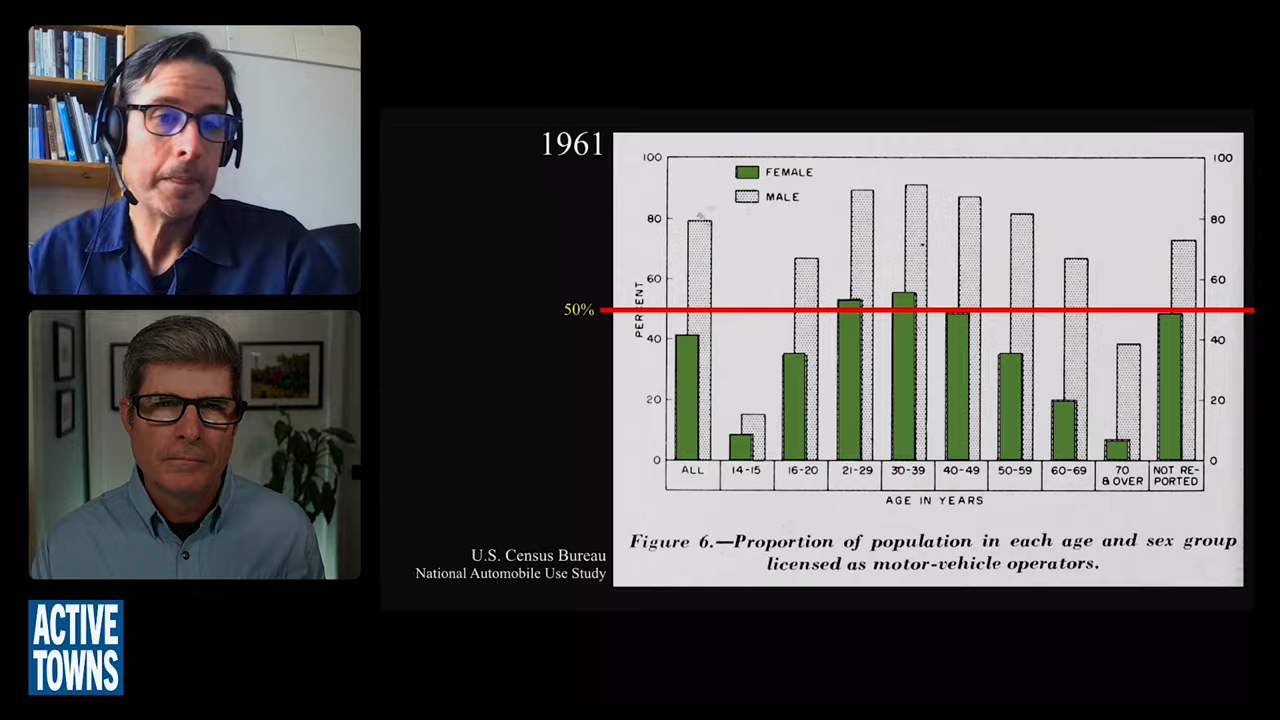 1961
100
80
60
40
20
0
PERCENT
FEMALE
MALE
100
80
60
40
20
0
50%
ALL
14-15
16-20
21-29
30-39
40-49
50-59
60-69
70
& OVER
NOT RE-
PORTED
AGE IN YEARS
Figure 6.—Proportion of population in each age and sex group
licensed as motor-vehicle operators.
U.S. Census Bureau
National Automobile Use Study
ACTIVE
TOWNS